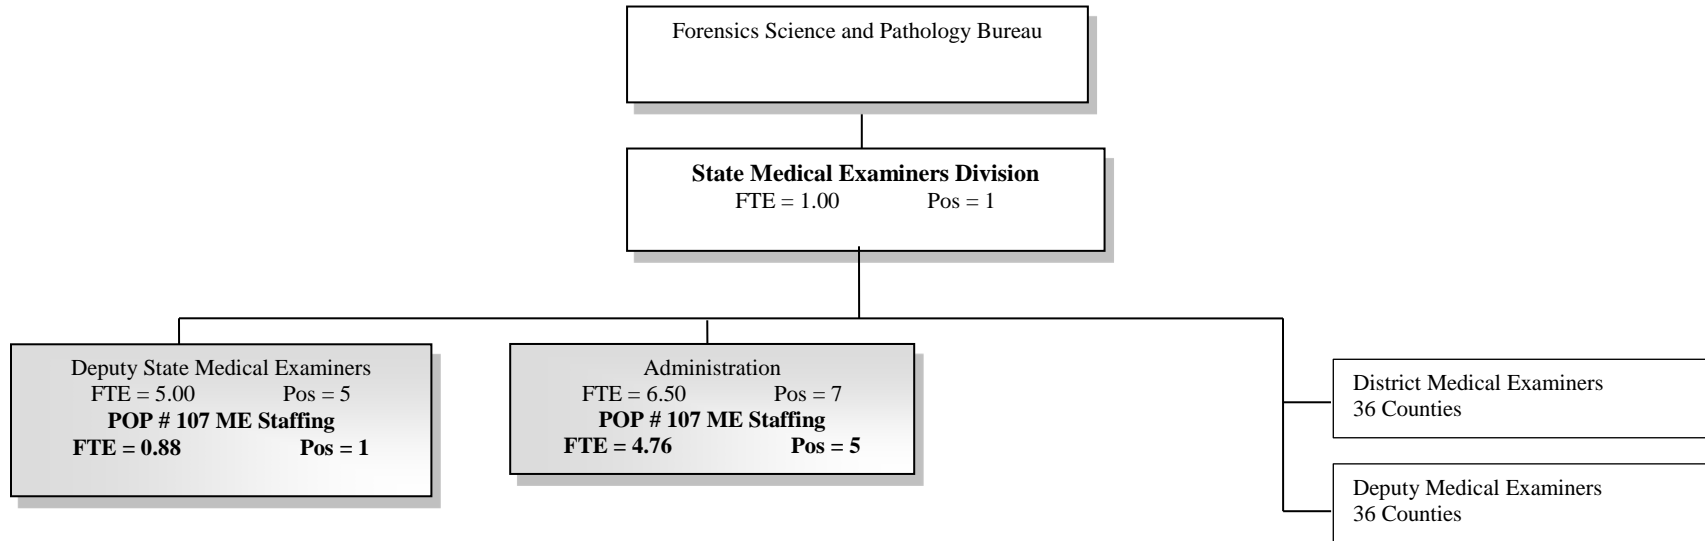 Forensics Science and Pathology Bureau
State Medical Examiners Division
FTE = 1.00 Pos = 1
Deputy State Medical Examiners
FTE = 5.00 Pos = 5
POP # 107 ME Staffing
FTE = 0.88 Pos = 1
Administration
FTE = 6.50 Pos = 7
POP # 107 ME Staffing
FTE = 4.76 Pos = 5
District Medical Examiners
36 Counties
Deputy Medical Examiners
36 Counties